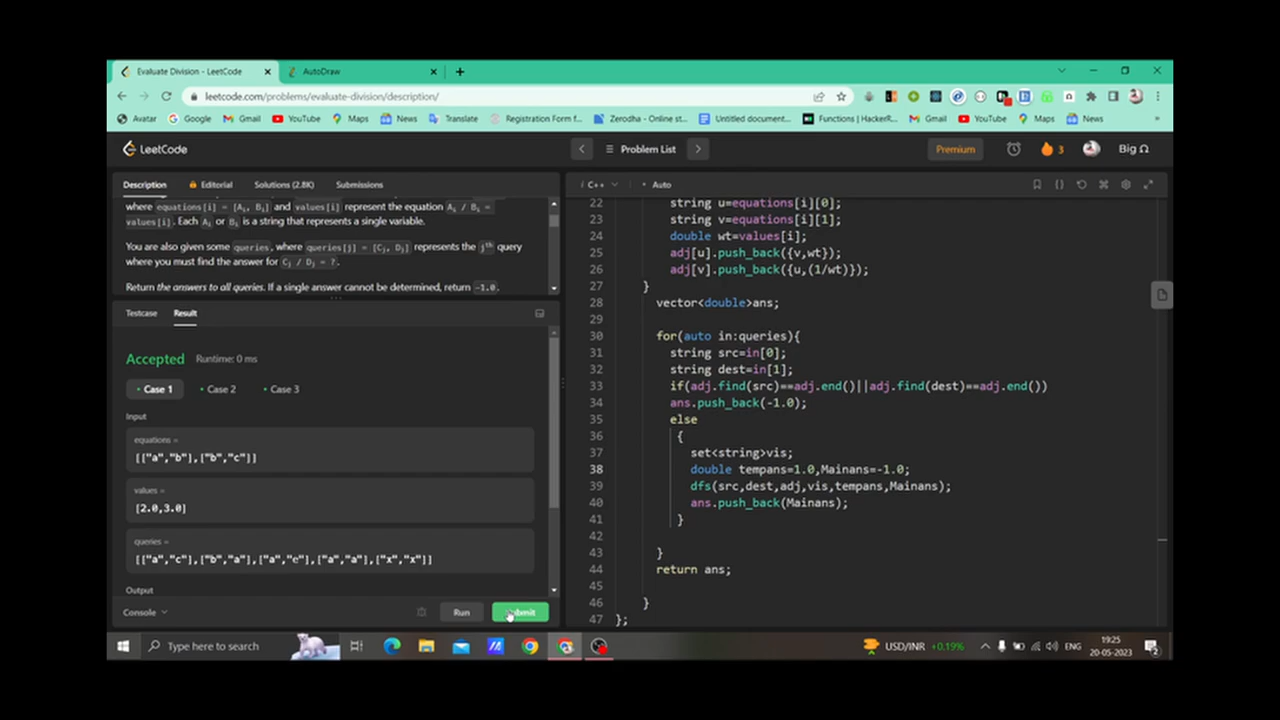 Evaluate Division - LeetCode
AutoDraw
leetcode.com/problems/evaluate-division/description/
Avatar
Google
Gmail
YouTube
Maps
News
Translate
Registration Form f...
Zerodha - Online st...
Untitled document...
Functions | HackerR...
Gmail
YouTube
Maps
News
LeetCode
Problem List
Premium
3
Big Ω
Description
Editorial
Solutions (2.8K)
Submissions
where equations[i] = [Ai, Bi] and values[i] represent the equation Ai / Bi =
values[i]. Each Ai or Bi is a string that represents a single variable.
You are also given some queries, where queries[j] = [Cj, Dj] represents the jth query
where you must find the answer for Cj / Dj = ?.
Return the answers to all queries. If a single answer cannot be determined, return -1.0.
Testcase
Result
Accepted Runtime: 0 ms
Case 1
Case 2
Case 3
Input
equations =
[["a","b"],["b","c"]]
values =
[2.0,3.0]
queries =
[["a","c"],["b","a"],["a","e"],["a","a"],["x","x"]]
Output
Console
Run
C++
Auto
22 string u=equations[i][0];
23 string v=equations[i][1];
24 double wt=values[i];
25 adj[u].push_back({v,wt});
26 adj[v].push_back({u,(1/wt)});
27 }
28 vector<double>ans;
29
30 for(auto in:queries){
31 string src=in[0];
32 string dest=in[1];
33 if(adj.find(src)==adj.end()||adj.find(dest)==adj.end())
34 ans.push_back(-1.0);
35 else
36 {
37 set<string>vis;
38 double tempans=1.0,Mainans=-1.0;
39 dfs(src,dest,adj,vis,tempans,Mainans);
40 ans.push_back(Mainans);
41 }
42
43 }
44 return ans;
45
46 }
47 };
Type here to search
USD/INR +0.19%
ENG
19:25
20-05-2023
2